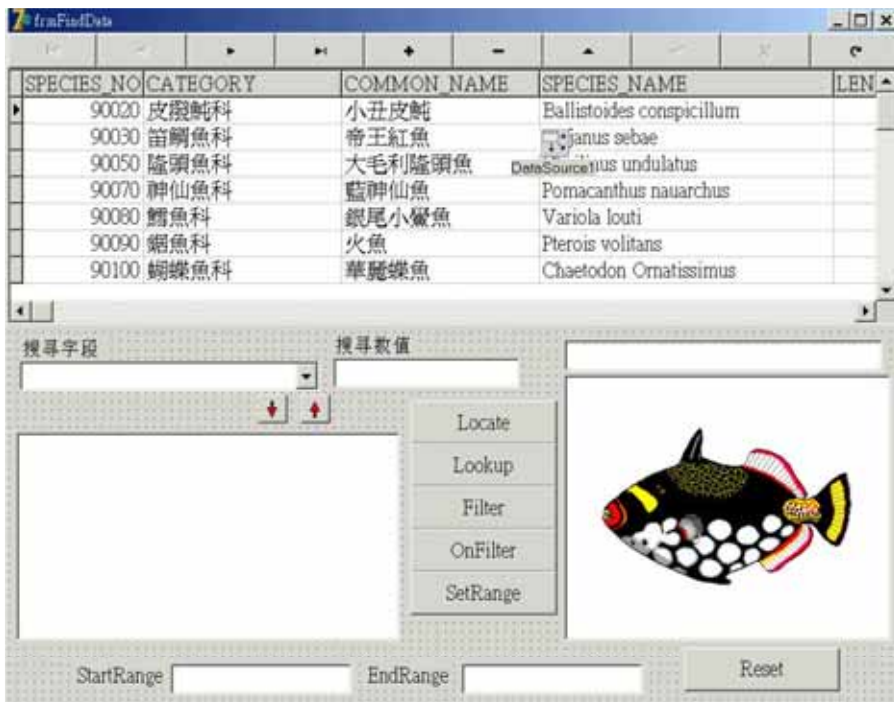 frmFindData
SPECIES_NO CATEGORY COMMON_NAME SPECIES_NAME LEN
90020 皮剝魨科 小丑皮魨 Ballistoides conspicillum
90030 笛鯛魚科 帝王紅魚 janus sebae
90050 隆頭魚科 大毛利隆頭魚 undulatus
DataSource1
90070 神仙魚科 藍神仙魚 Pomacanthus nauarchus
90080 魚科 銀尾小鱟魚 Variola louti
90090 魚科 火魚 Pterois volitans
90100 蝴蝶魚科 華麗蝶魚 Chaetodon Ornatissimus
搜尋字段 搜尋數值
Locate
Lookup
Filter
OnFilter
SetRange
StartRange EndRange Reset